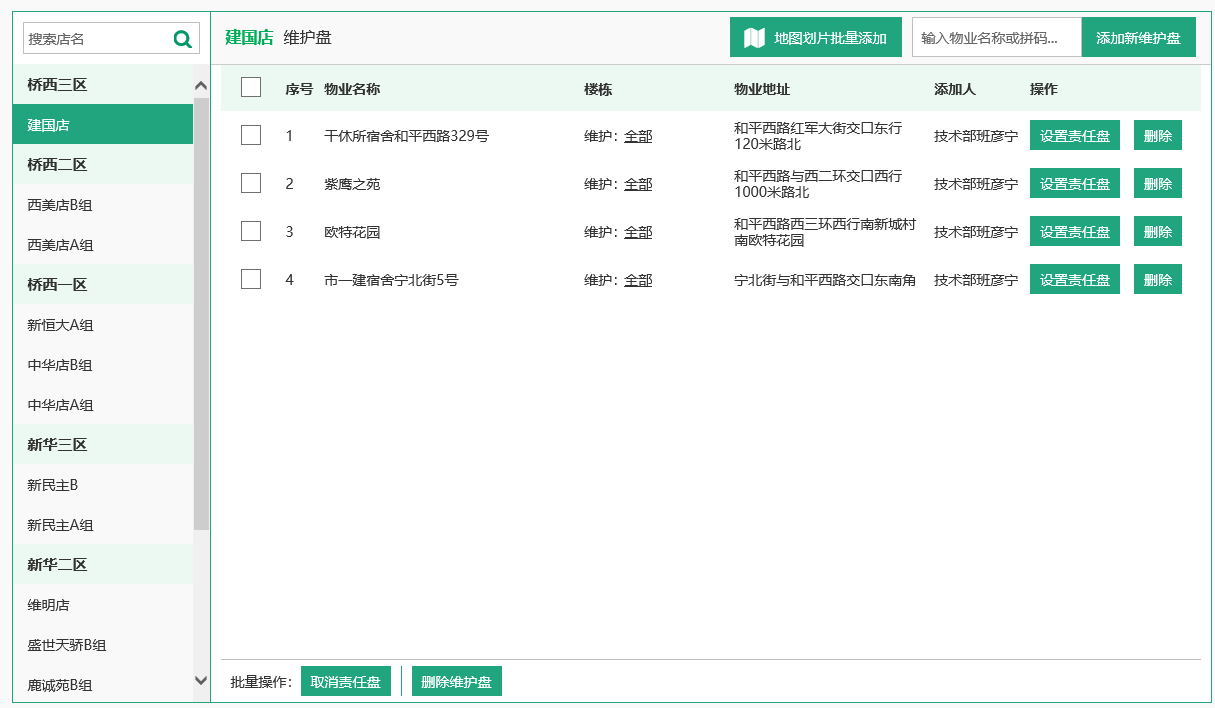 搜索店名
桥西三区
建国店
桥西二区
西美店B组
西美店A组
桥西一区
新恒大A组
中华店B组
中华店A组
新华三区
新民主B
新民主A组
新华二区
维明店
盛世天骄B组
鹿诚苑B组
建国店 维护盘
地图划片批量添加
输入物业名称或拼码...
添加新维护盘
序号 物业名称 楼栋 物业地址 添加人 操作
1 干休所宿舍和平西路329号 维护：全部 和平西路红军大街交口东行
120米路北 技术部班彦宁 设置责任盘 删除
2 紫鹰之苑 维护：全部 和平西路与西二环交口西行
1000米路北 技术部班彦宁 设置责任盘 删除
3 欧特花园 维护：全部 和平西路西三环西行南新城村
南欧特花园 技术部班彦宁 设置责任盘 删除
4 市一建宿舍宁北街5号 维护：全部 宁北街与和平西路交口东南角 技术部班彦宁 设置责任盘 删除
批量操作： 取消责任盘 删除维护盘